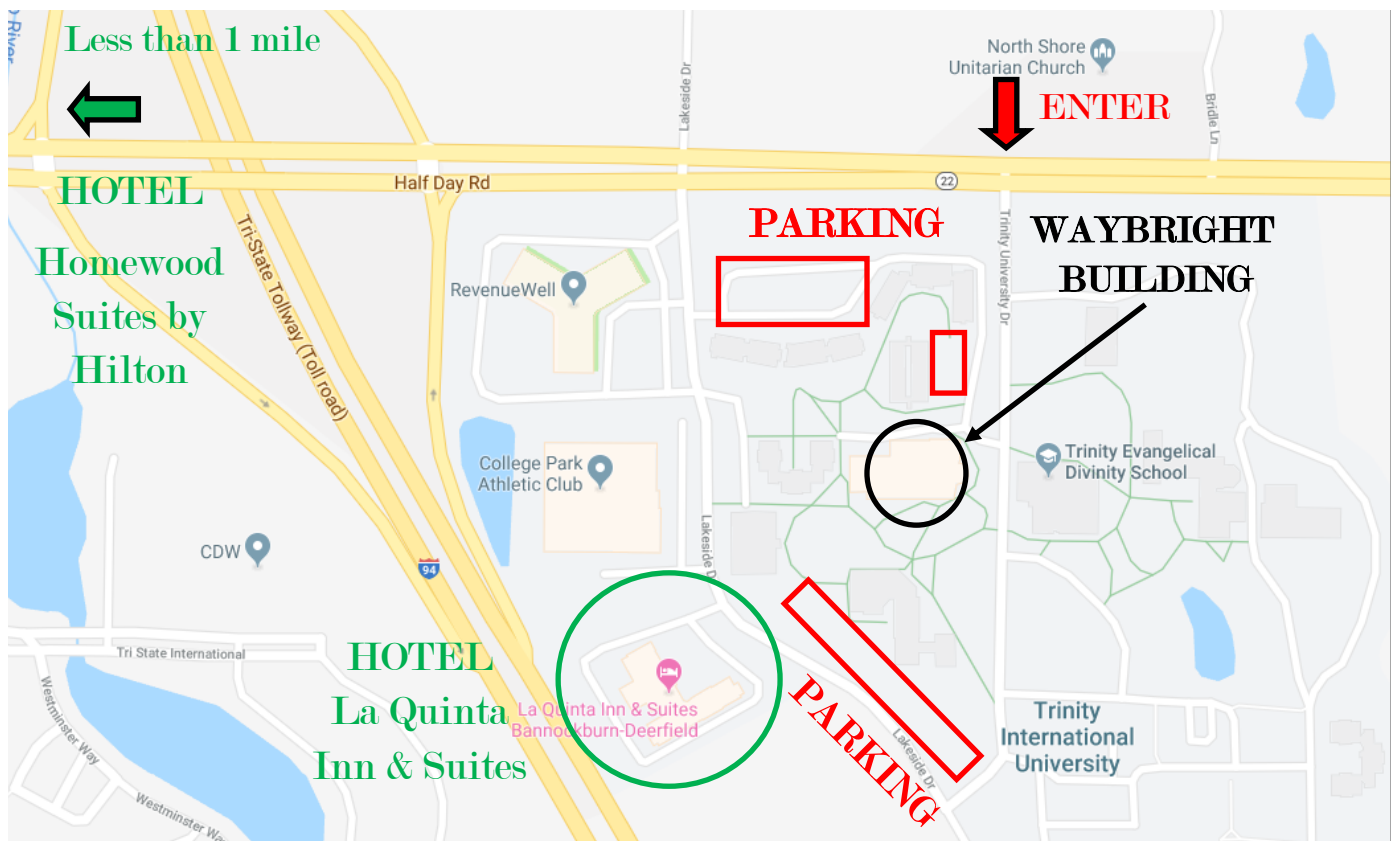 River
Less than 1 mile
Lakeside Dr
North Shore
Unitarian Church
ENTER
Bridle Ln
Half Day Rd
22
HOTEL
Homewood
Suites by
Hilton
Tri-State Tollway (Toll road)
PARKING
Trinity University Dr
WAYBRIGHT
BUILDING
RevenueWell
College Park
Athletic Club
Trinity Evangelical
Divinity School
CDW
94
Lakeside D
Tri State International
Westminster Way
Westminster Wa
HOTEL
La Quinta
Inn & Suites
La Quinta Inn & Suites
Bannockburn-Deerfield
PARKING
Lakeside Dr
Trinity
International
University